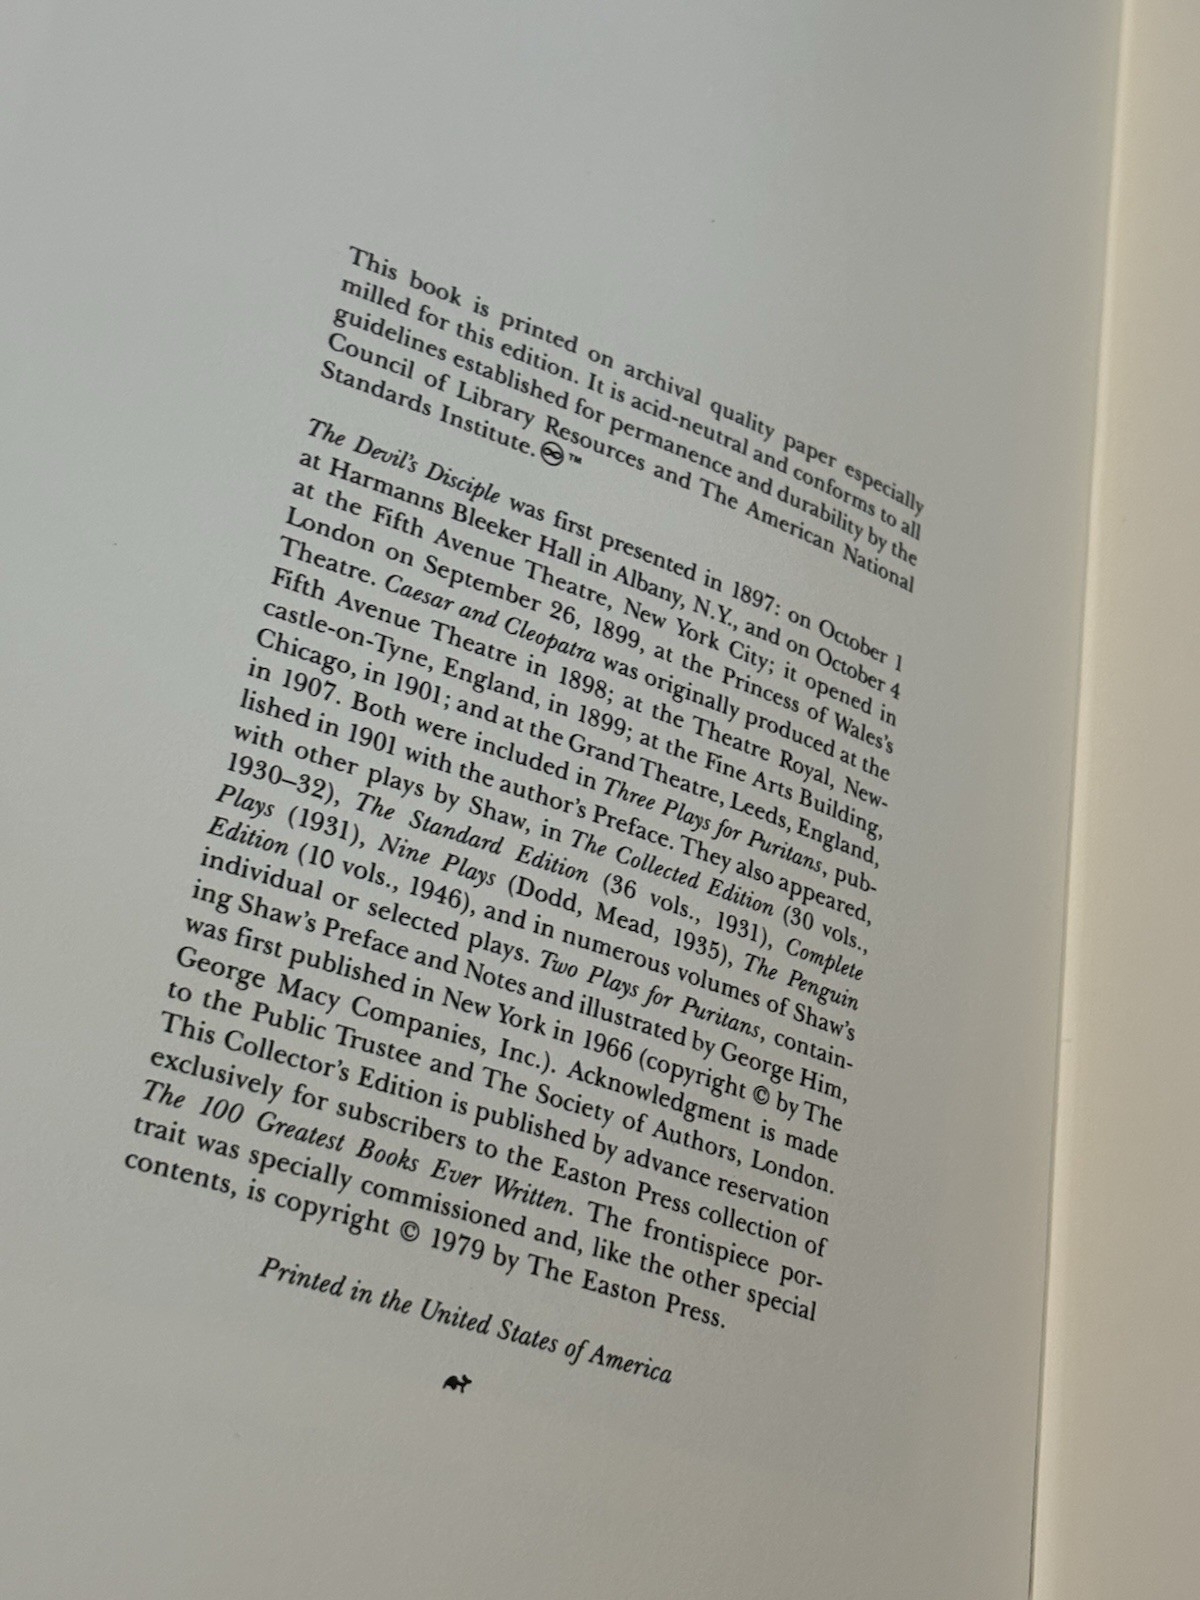 This book is printed on archival quality paper especially
milled for this edition. It is acid-neutral and conforms to all
guidelines established for permanence and durability by the
Council of Library Resources and The American National
Standards Institute. ♾™
The Devil's Disciple was first presented in 1897: on October 1
at Harmanns Bleeker Hall in Albany, N.Y., and on October 4
at the Fifth Avenue Theatre, New York City; it opened in
London on September 26, 1899, at the Princess of Wales's
Theatre. Caesar and Cleopatra was originally produced at the
Fifth Avenue Theatre in 1898; at the Theatre Royal, New-
castle-on-Tyne, England, in 1899; at the Fine Arts Building,
Chicago, in 1901; and at the Grand Theatre, Leeds, England,
in 1907. Both were included in Three Plays for Puritans, pub-
lished in 1901 with the author's Preface. They also appeared,
with other plays by Shaw, in The Collected Edition (30 vols.,
1930–32), The Standard Edition (36 vols., 1931), Complete
Plays (1931), Nine Plays (Dodd, Mead, 1935), The Penguin
Edition (10 vols., 1946), and in numerous volumes of Shaw's
individual or selected plays. Two Plays for Puritans, contain-
ing Shaw's Preface and Notes and illustrated by George Him,
was first published in New York in 1966 (copyright © by The
George Macy Companies, Inc.). Acknowledgment is made
to the Public Trustee and The Society of Authors, London.
This Collector's Edition is published by advance reservation
exclusively for subscribers to the Easton Press collection of
The 100 Greatest Books Ever Written. The frontispiece por-
trait was specially commissioned and, like the other special
contents, is copyright © 1979 by The Easton Press.
Printed in the United States of America